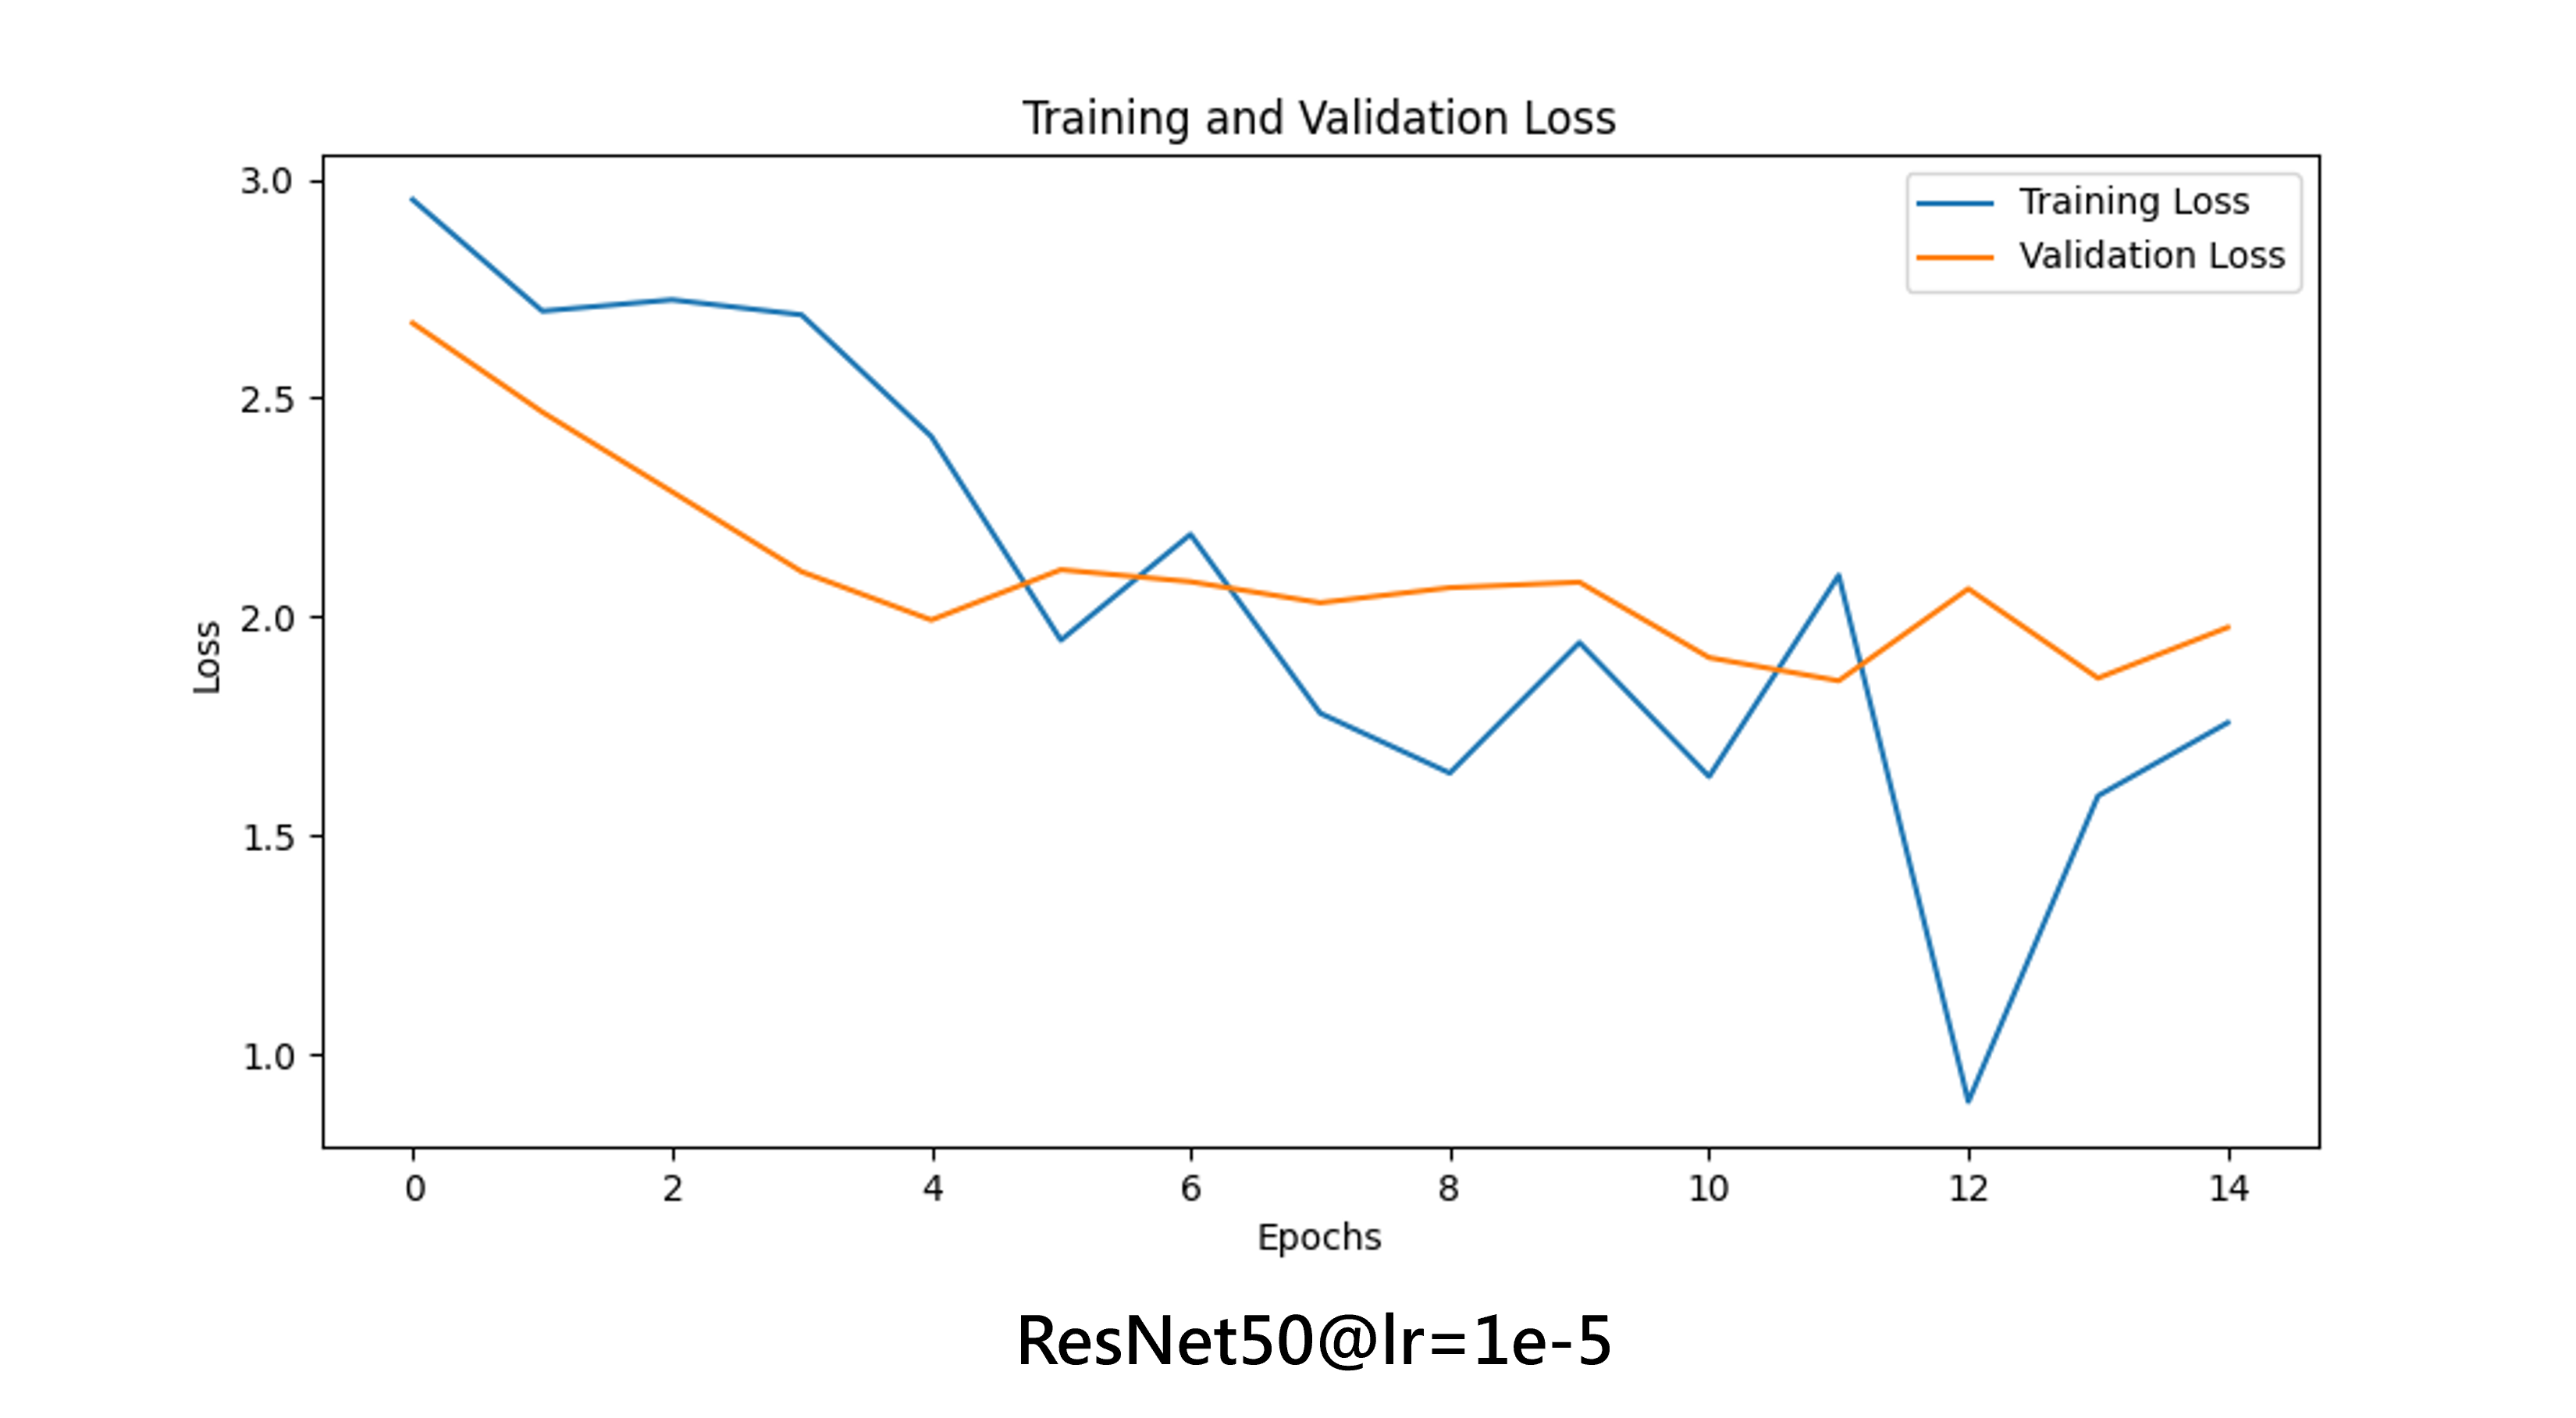 Training and Validation Loss
3.0
2.5
2.0
1.5
1.0
Loss
Training Loss
Validation Loss
0 2 4 6 8 10 12 14
Epochs
ResNet50@lr=1e-5